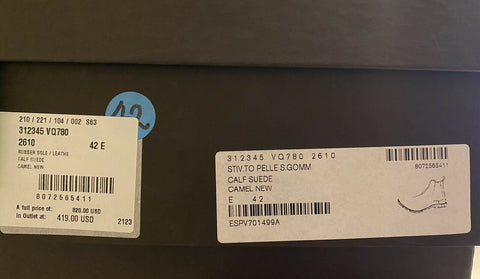 42
210 / 221 / 104 / 002 S63
312345 VQ780
2610 42 E
RUBBER SOLE / LEATHE
CALF SUEDE
CAMEL NEW
8072565411
A full price at: 820.00 USD
In Outlet at: 419.00 USD 2123
312345 VQ780 2610
STIV.TO PELLE S.GOMM
CALF SUEDE
CAMEL NEW
E 42
ESPV701499A
8072565411